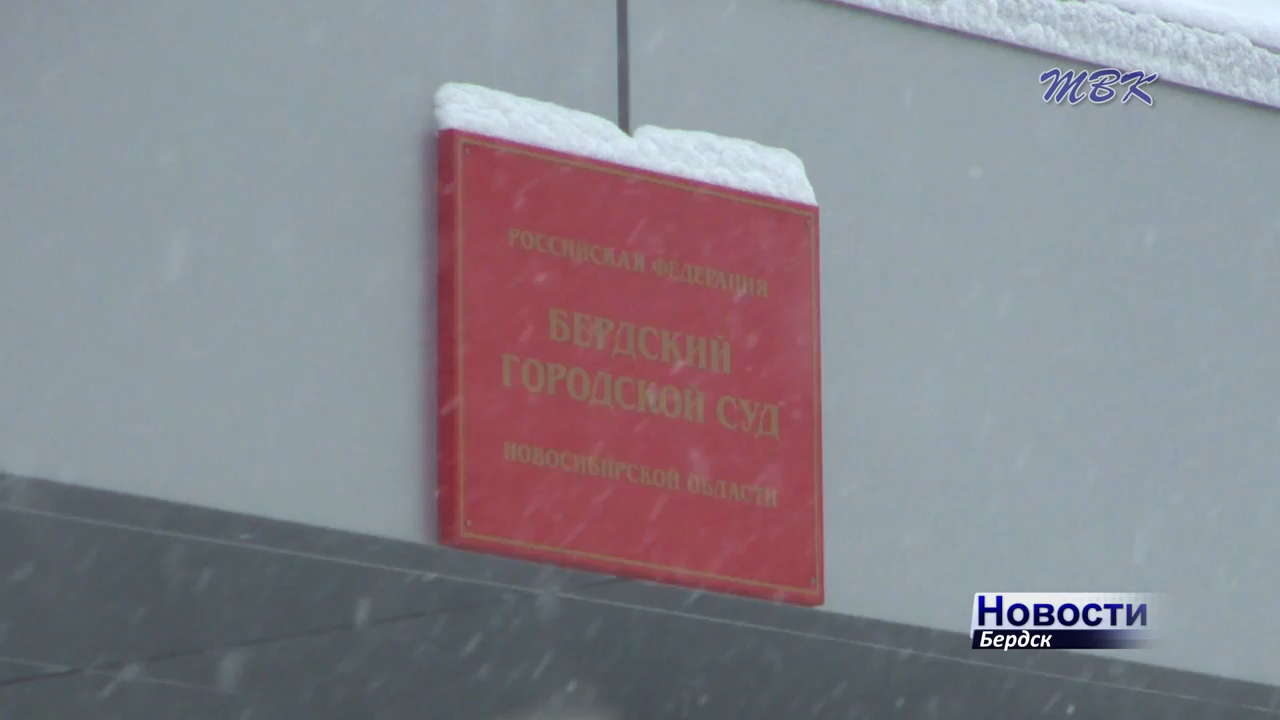 ТВК
РОССИЙСКАЯ ФЕДЕРАЦИЯ
БЕРДСКИЙ
ГОРОДСКОЙ СУД
НОВОСИБИРСКОЙ ОБЛАСТИ
Новости
Бердск